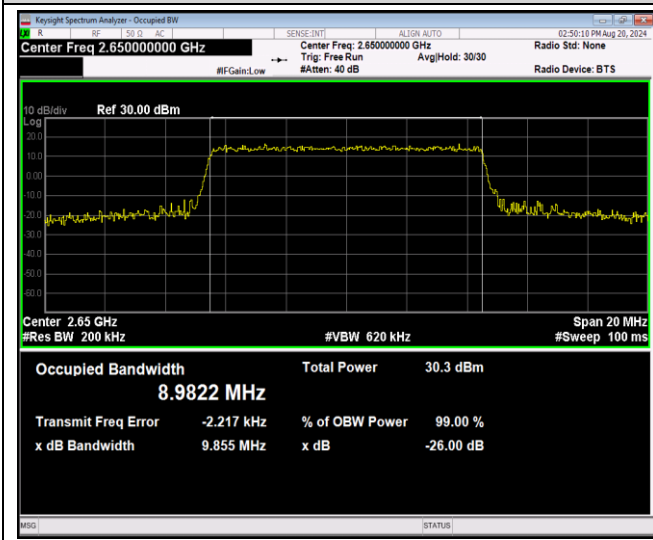 Keysight Spectrum Analyzer - Occupied BW
LXI R RF 50 Ω AC SENSE:INT ALIGN AUTO 02:50:10 PM Aug 20, 2024
Center Freq 2.650000000 GHz Center Freq: 2.650000000 GHz Radio Std: None
Trig: Free Run Avg|Hold: 30/30
#IFGain:Low #Atten: 40 dB Radio Device: BTS
10 dB/div Ref 30.00 dBm
Log
20.0
10.0
0.00
-10.0
-20.0
-30.0
-40.0
-50.0
-60.0
Center 2.65 GHz Span 20 MHz
#Res BW 200 kHz #VBW 620 kHz #Sweep 100 ms
Occupied Bandwidth Total Power 30.3 dBm
8.9822 MHz
Transmit Freq Error -2.217 kHz % of OBW Power 99.00 %
x dB Bandwidth 9.855 MHz x dB -26.00 dB
MSG STATUS